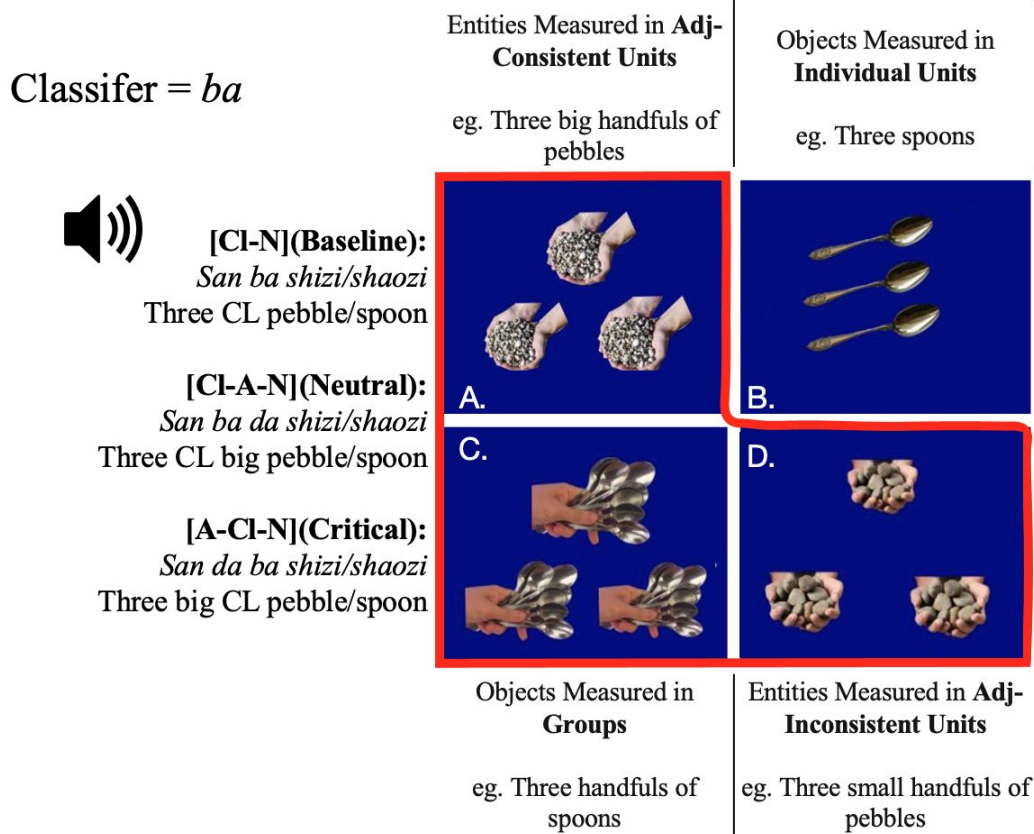 Classifer = ba
Entities Measured in Adj-
Consistent Units
eg. Three big handfuls of
pebbles
Objects Measured in
Individual Units
eg. Three spoons
[Cl-N](Baseline):
San ba shizi/shaozi
Three CL pebble/spoon
[Cl-A-N](Neutral):
San ba da shizi/shaozi
Three CL big pebble/spoon
[A-Cl-N](Critical):
San da ba shizi/shaozi
Three big CL pebble/spoon
A.
B.
C.
D.
Objects Measured in
Groups
eg. Three handfuls of
spoons
Entities Measured in Adj-
Inconsistent Units
eg. Three small handfuls of
pebbles